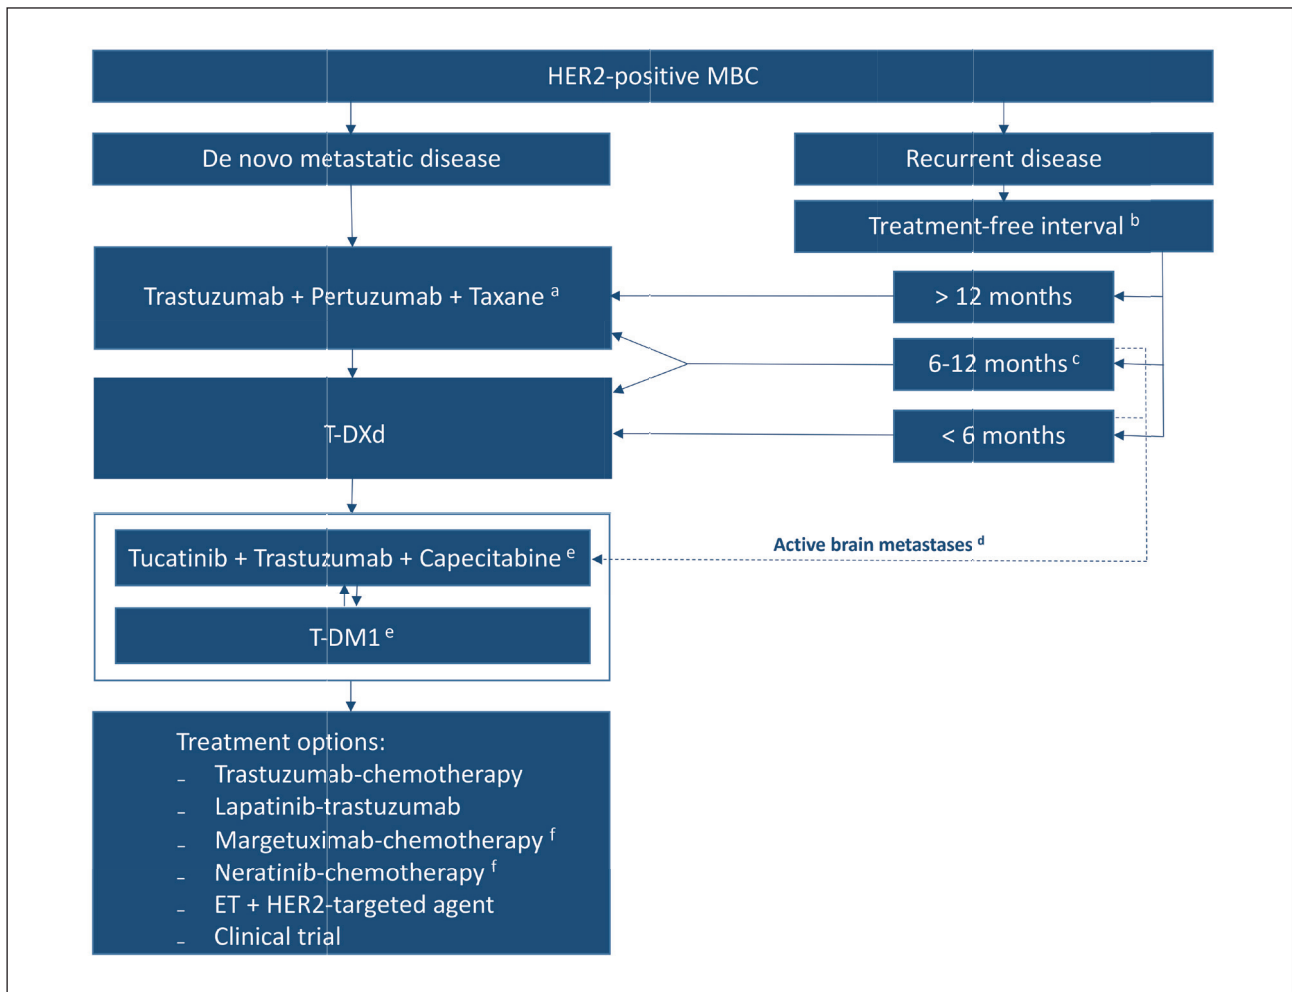 HER2-positive MBC
De novo metastatic disease
Recurrent disease
Treatment-free interval b
Trastuzumab + Pertuzumab + Taxane a
> 12 months
6-12 months c
T-DXd
< 6 months
Tucatinib + Trastuzumab + Capecitabine e
Active brain metastases d
T-DM1 e
Treatment options:
– Trastuzumab-chemotherapy
– Lapatinib-trastuzumab
– Margetuximab-chemotherapy f
– Neratinib-chemotherapy f
– ET + HER2-targeted agent
– Clinical trial